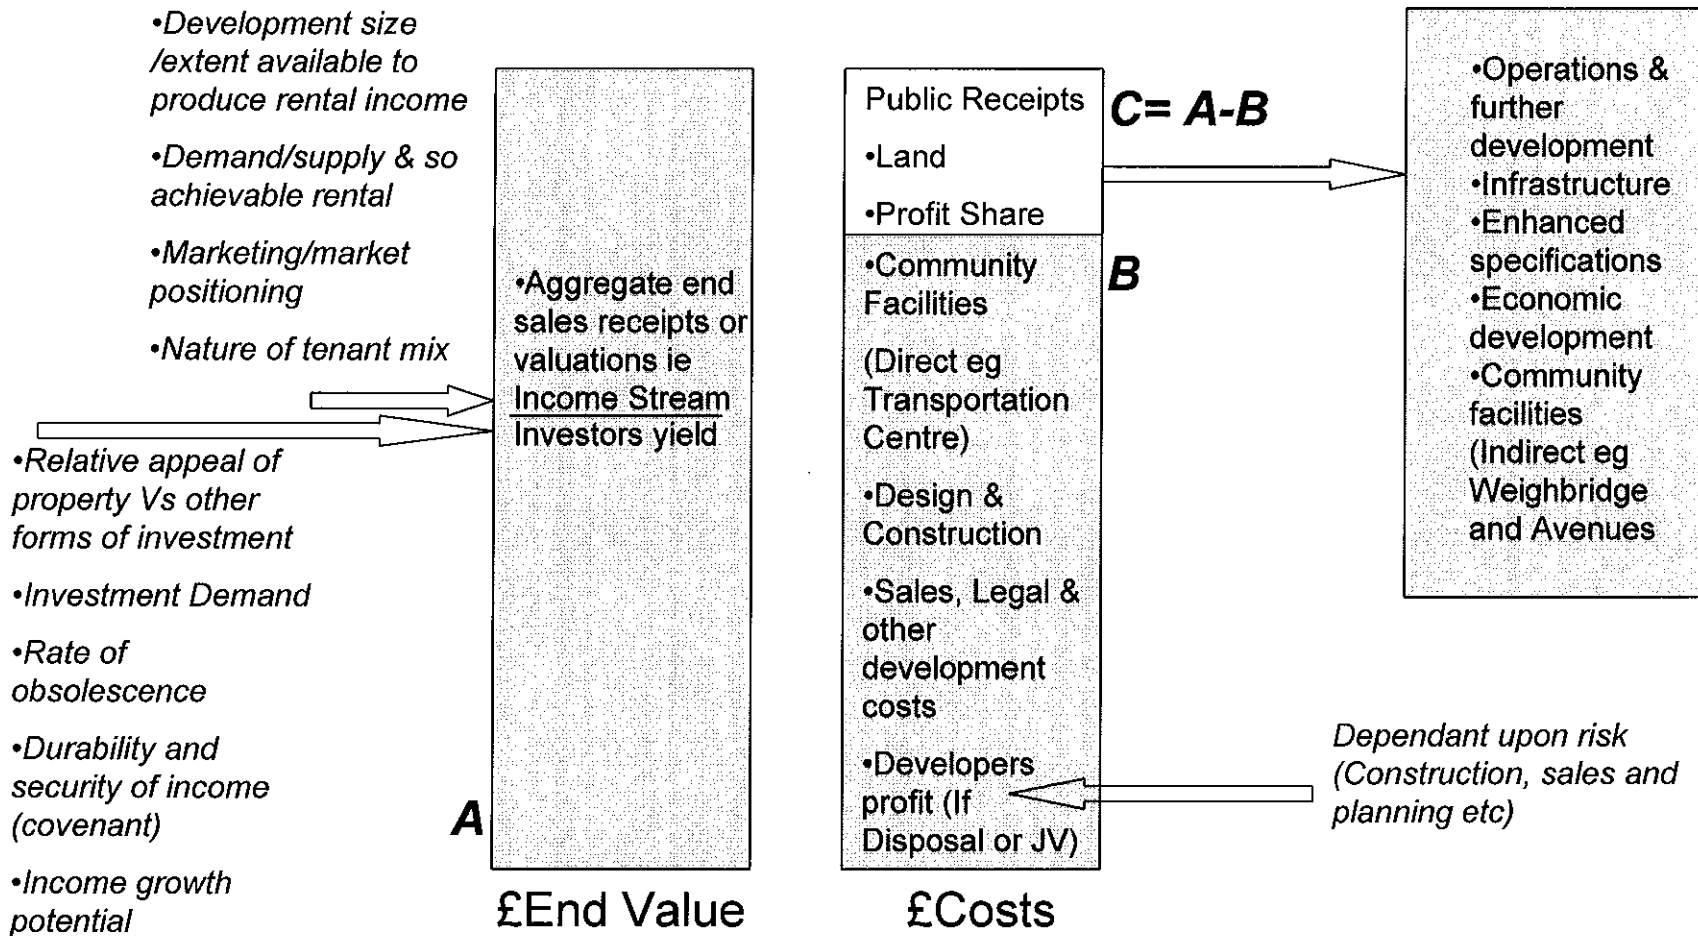 •Development size
/extent available to
produce rental income
•Demand/supply & so
achievable rental
•Marketing/market
positioning
•Nature of tenant mix
•Relative appeal of
property Vs other
forms of investment
•Investment Demand
•Rate of
obsolescence
•Durability and
security of income
(covenant)
•Income growth
potential
A
•Aggregate end
sales receipts or
valuations ie
Income Stream
Investors yield
£End Value
Public Receipts
•Land
•Profit Share
•Community
Facilities
(Direct eg
Transportation
Centre)
•Design &
Construction
•Sales, Legal &
other
development
costs
•Developers
profit (If
Disposal or JV)
£Costs
C= A-B
B
•Operations &
further
development
•Infrastructure
•Enhanced
specifications
•Economic
development
•Community
facilities
(Indirect eg
Weighbridge
and Avenues
Dependant upon risk
(Construction, sales and
planning etc)